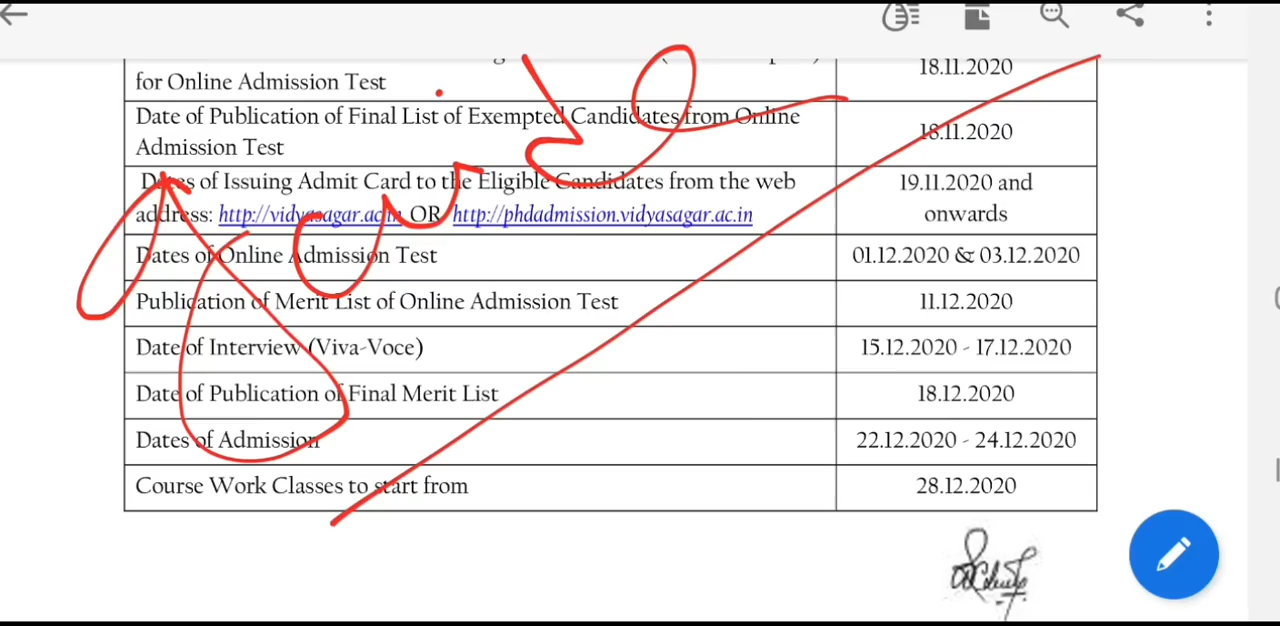 for Online Admission Test
18.11.2020
Date of Publication of Final List of Exempted Candidates from Online
Admission Test
18.11.2020
Dates of Issuing Admit Card to the Eligible Candidates from the web
address: http://vidyasagar.ac.in OR http://phdadmission.vidyasagar.ac.in
19.11.2020 and
onwards
Dates of Online Admission Test
01.12.2020 & 03.12.2020
Publication of Merit List of Online Admission Test
11.12.2020
Date of Interview (Viva-Voce)
15.12.2020 - 17.12.2020
Date of Publication of Final Merit List
18.12.2020
Dates of Admission
22.12.2020 - 24.12.2020
Course Work Classes to start from
28.12.2020